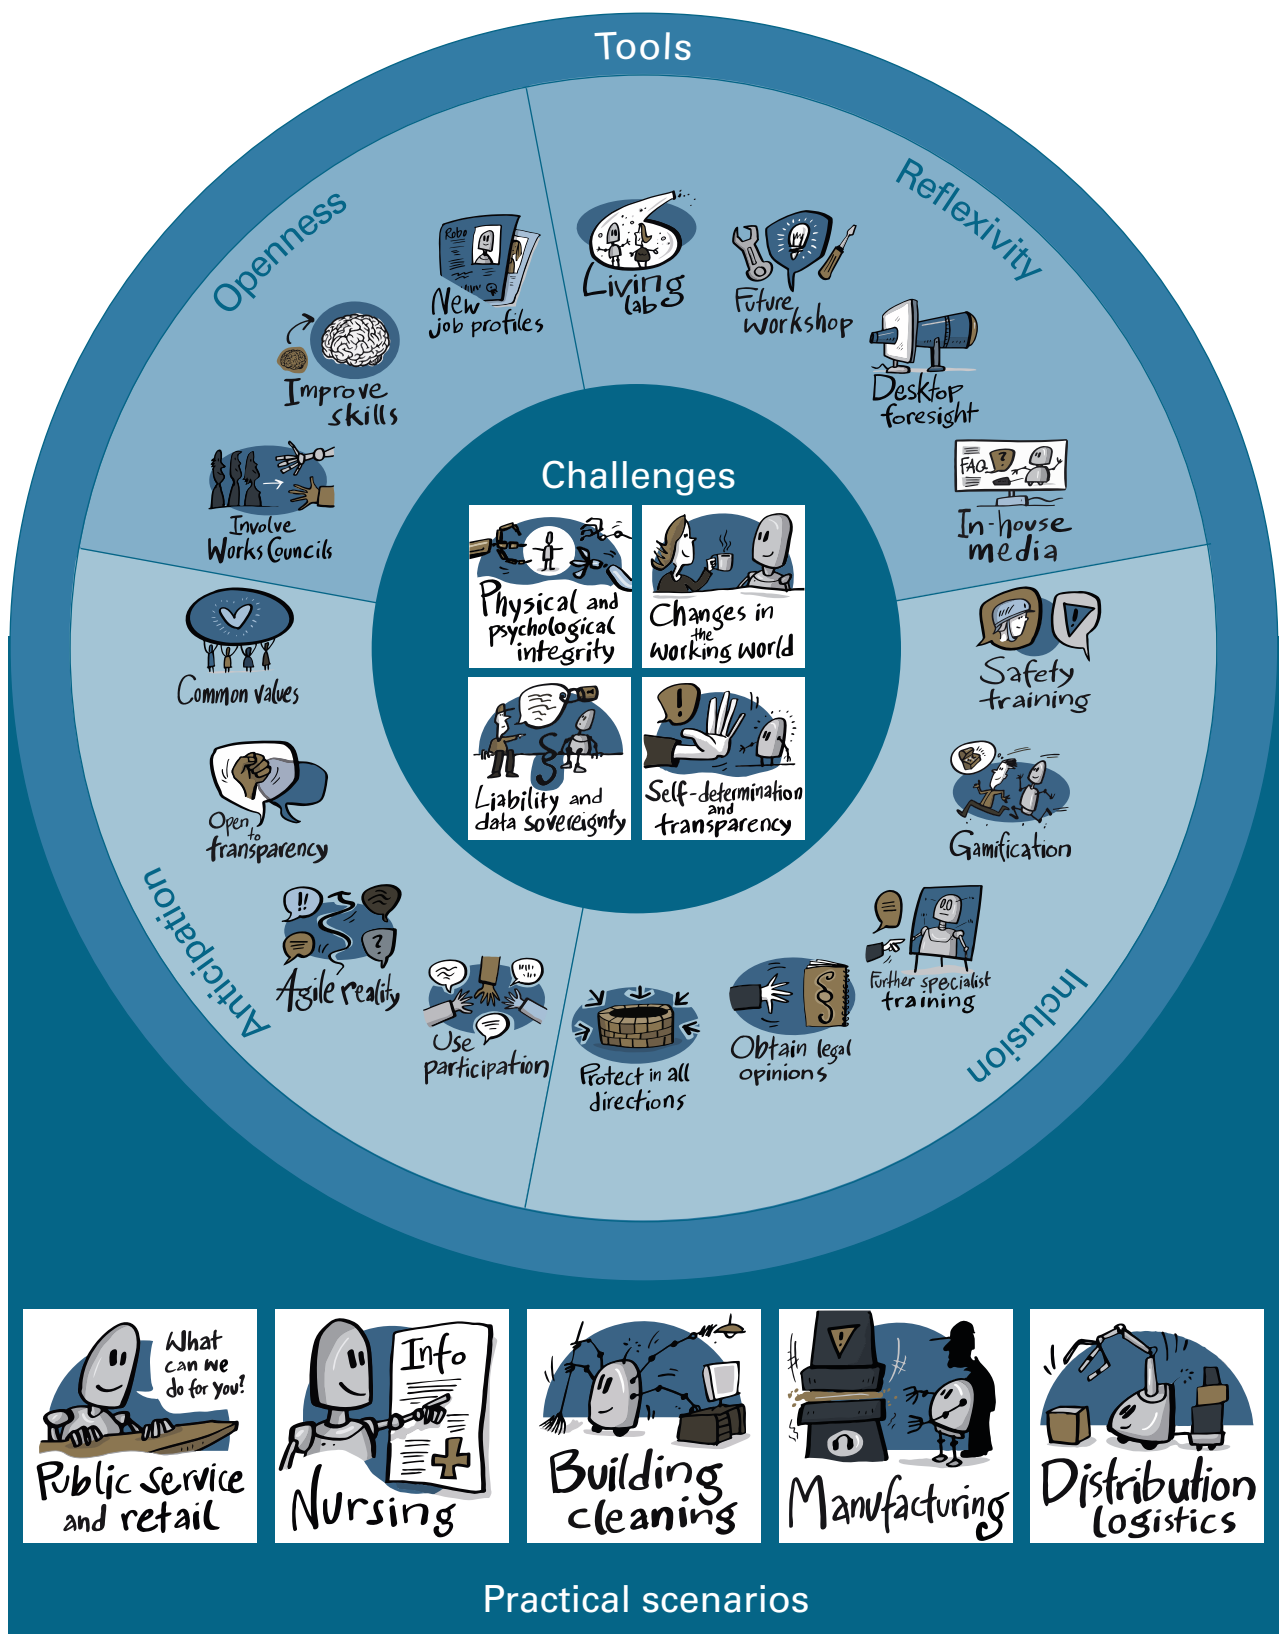 Tools
Openness
Reflexivity
Robo
New
job profiles
Improve
skills
Involve
Works Councils
Living
lab
Future
workshop
Desktop
foresight
FAQ
?
In-house
media
Challenges
Physical and
psychological
integrity
Changes in
the
working world
§
Liability and
data sovereignty
!
Self-determination
and
transparency
Common values
Open
to
transparency
!!
?
Agile reality
Use
participation
Anticipation
Safety
training
Gamification
Further specialist
training
§
Obtain legal
opinions
Protect in all
directions
Inclusion
What
can we
do for you?
Public service
and retail
Info
Nursing
Building
cleaning
!
Manufacturing
Distribution
logistics
Practical scenarios